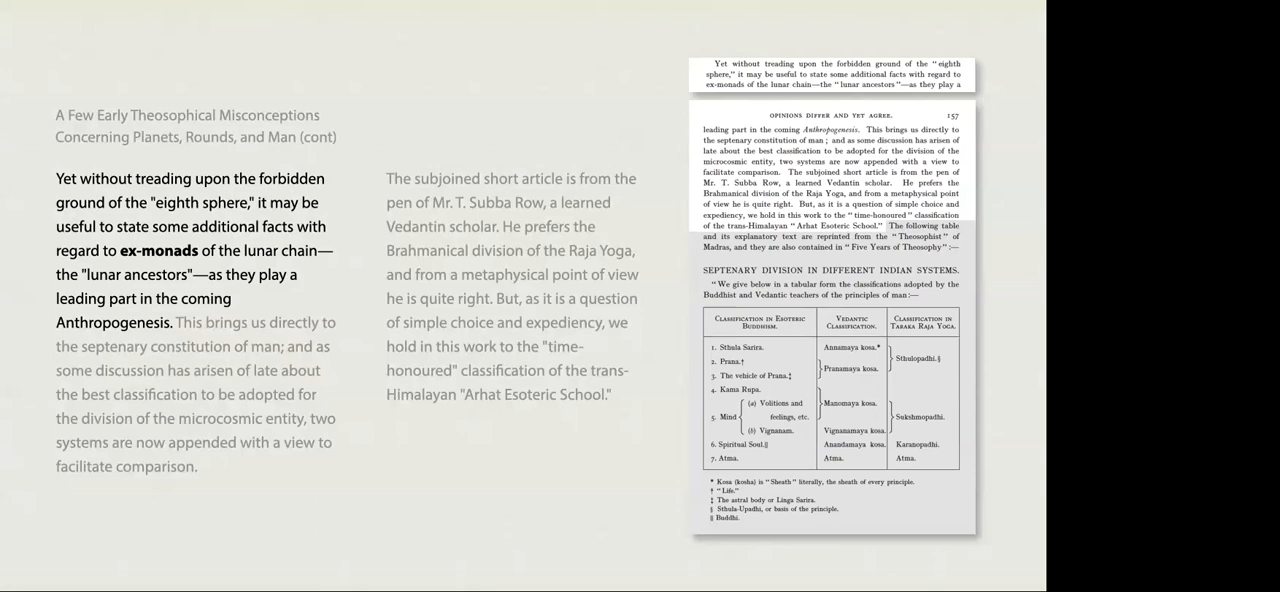 A Few Early Theosophical Misconceptions
Concerning Planets, Rounds, and Man (cont)
Yet without treading upon the forbidden
ground of the "eighth sphere," it may be
useful to state some additional facts with
regard to ex-monads of the lunar chain—
the "lunar ancestors"—as they play a
leading part in the coming
Anthropogenesis. This brings us directly to
the septenary constitution of man; and as
some discussion has arisen of late about
the best classification to be adopted for
the division of the microcosmic entity, two
systems are now appended with a view to
facilitate comparison.
The subjoined short article is from the
pen of Mr. T. Subba Row, a learned
Vedantin scholar. He prefers the
Brahmanical division of the Raja Yoga,
and from a metaphysical point of view
he is quite right. But, as it is a question
of simple choice and expediency, we
hold in this work to the "time-
honoured" classification of the trans-
Himalayan "Arhat Esoteric School."
Yet without treading upon the forbidden ground of the “eighth
sphere,” it may be useful to state some additional facts with regard to
ex-monads of the lunar chain—the “lunar ancestors”—as they play a
OPINIONS DIFFER AND YET AGREE. 157
leading part in the coming Anthropogenesis. This brings us directly to
the septenary constitution of man; and as some discussion has arisen of
late about the best classification to be adopted for the division of the
microcosmic entity, two systems are now appended with a view to
facilitate comparison. The subjoined short article is from the pen of
Mr. T. Subba Row, a learned Vedantin scholar. He prefers the
Brahmanical division of the Raja Yoga, and from a metaphysical point
of view he is quite right. But, as it is a question of simple choice and
expediency, we hold in this work to the “time-honoured” classification
of the trans-Himalayan “Arhat Esoteric School.” The following table
and its explanatory text are reprinted from the “Theosophist” of
Madras, and they are also contained in “Five Years of Theosophy”:—
SEPTENARY DIVISION IN DIFFERENT INDIAN SYSTEMS.
“We give below in a tabular form the classifications adopted by the
Buddhist and Vedantic teachers of the principles of man:—
Classification in Esoteric Buddhism. Vedantic Classification. Classification in Taraka Raja Yoga.
1. Sthula Sarira. Annamaya kosa.*
Sthulopadhi.§
2. Prana.†
Pranamaya kosa.
3. The vehicle of Prana.‡
4. Kama Rupa.
Manomaya kosa.
5. Mind (a) Volitions and feelings, etc.
Sukshmopadhi.
(b) Vignanam. Vignanamaya kosa.
6. Spiritual Soul.‖ Anandamaya kosa. Karanopadhi.
7. Atma. Atma. Atma.
* Kosa (kosha) is “Sheath” literally, the sheath of every principle.
† “Life.”
‡ The astral body or Linga Sarira.
§ Sthula-Upadhi, or basis of the principle.
‖ Buddhi.